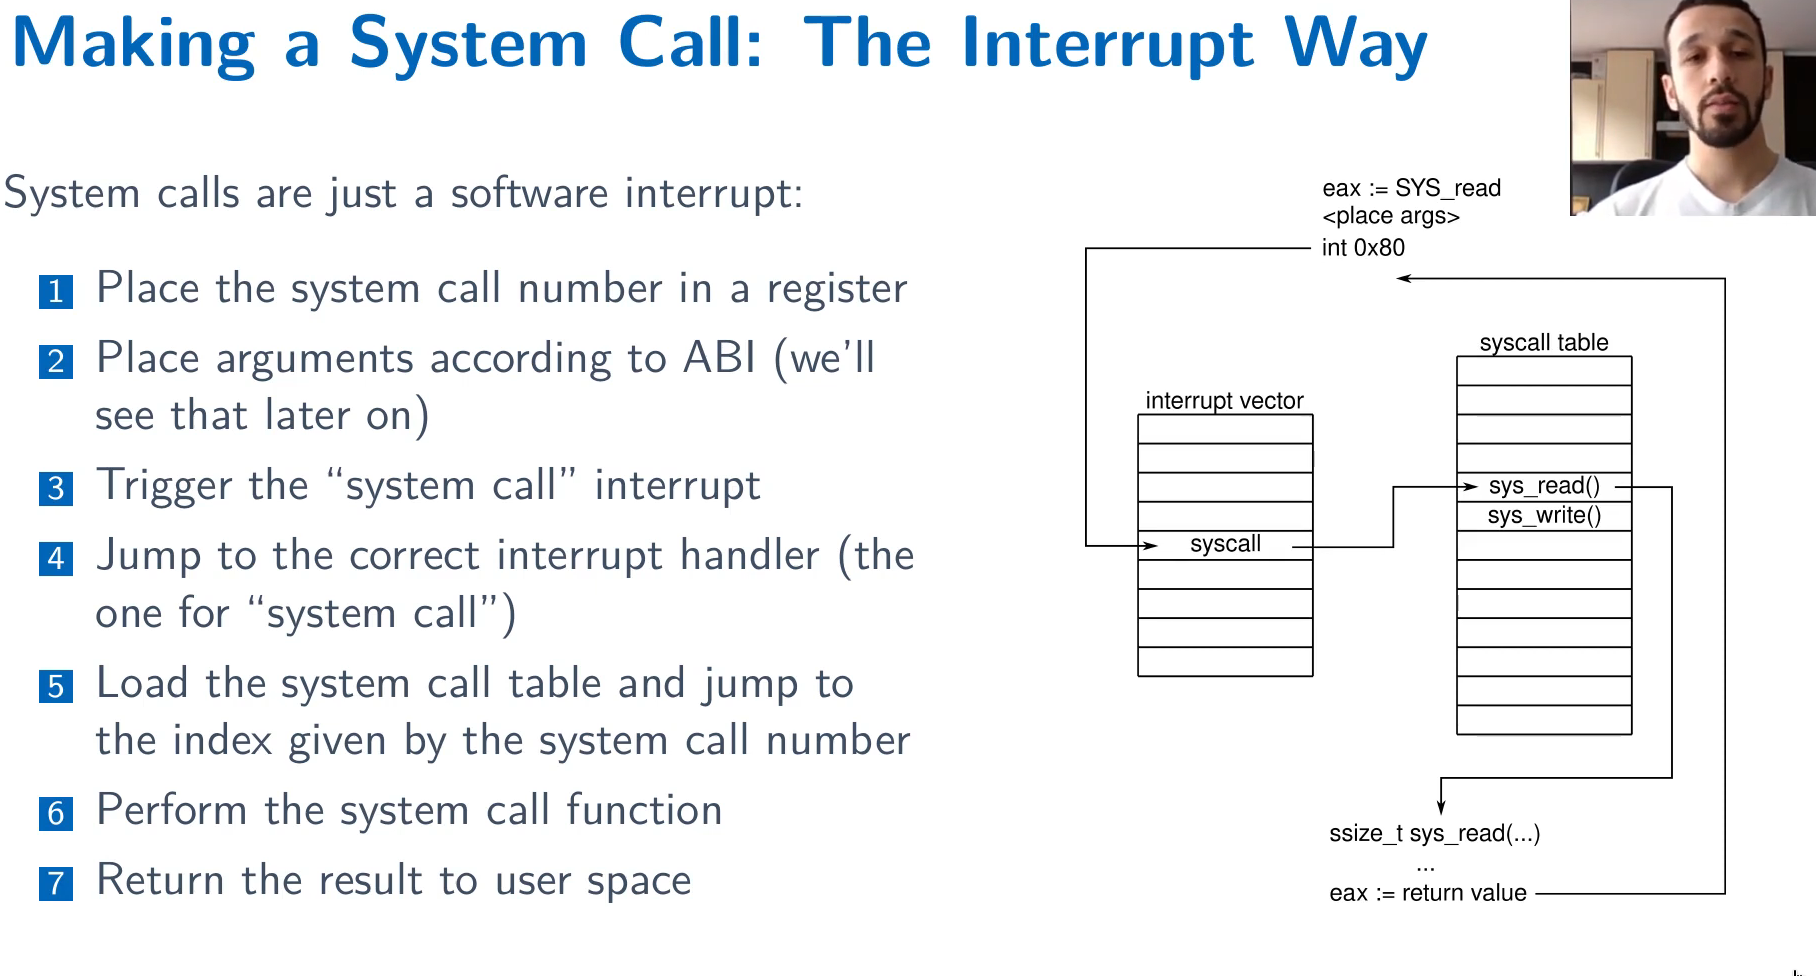 Making a System Call: The Interrupt Way
System calls are just a software interrupt:
1 Place the system call number in a register
2 Place arguments according to ABI (we'll
see that later on)
3 Trigger the “system call” interrupt
4 Jump to the correct interrupt handler (the
one for “system call”)
5 Load the system call table and jump to
the index given by the system call number
6 Perform the system call function
7 Return the result to user space
eax := SYS_read
<place args>
int 0x80
interrupt vector
syscall
syscall table
sys_read()
sys_write()
ssize_t sys_read(...)
...
eax := return value